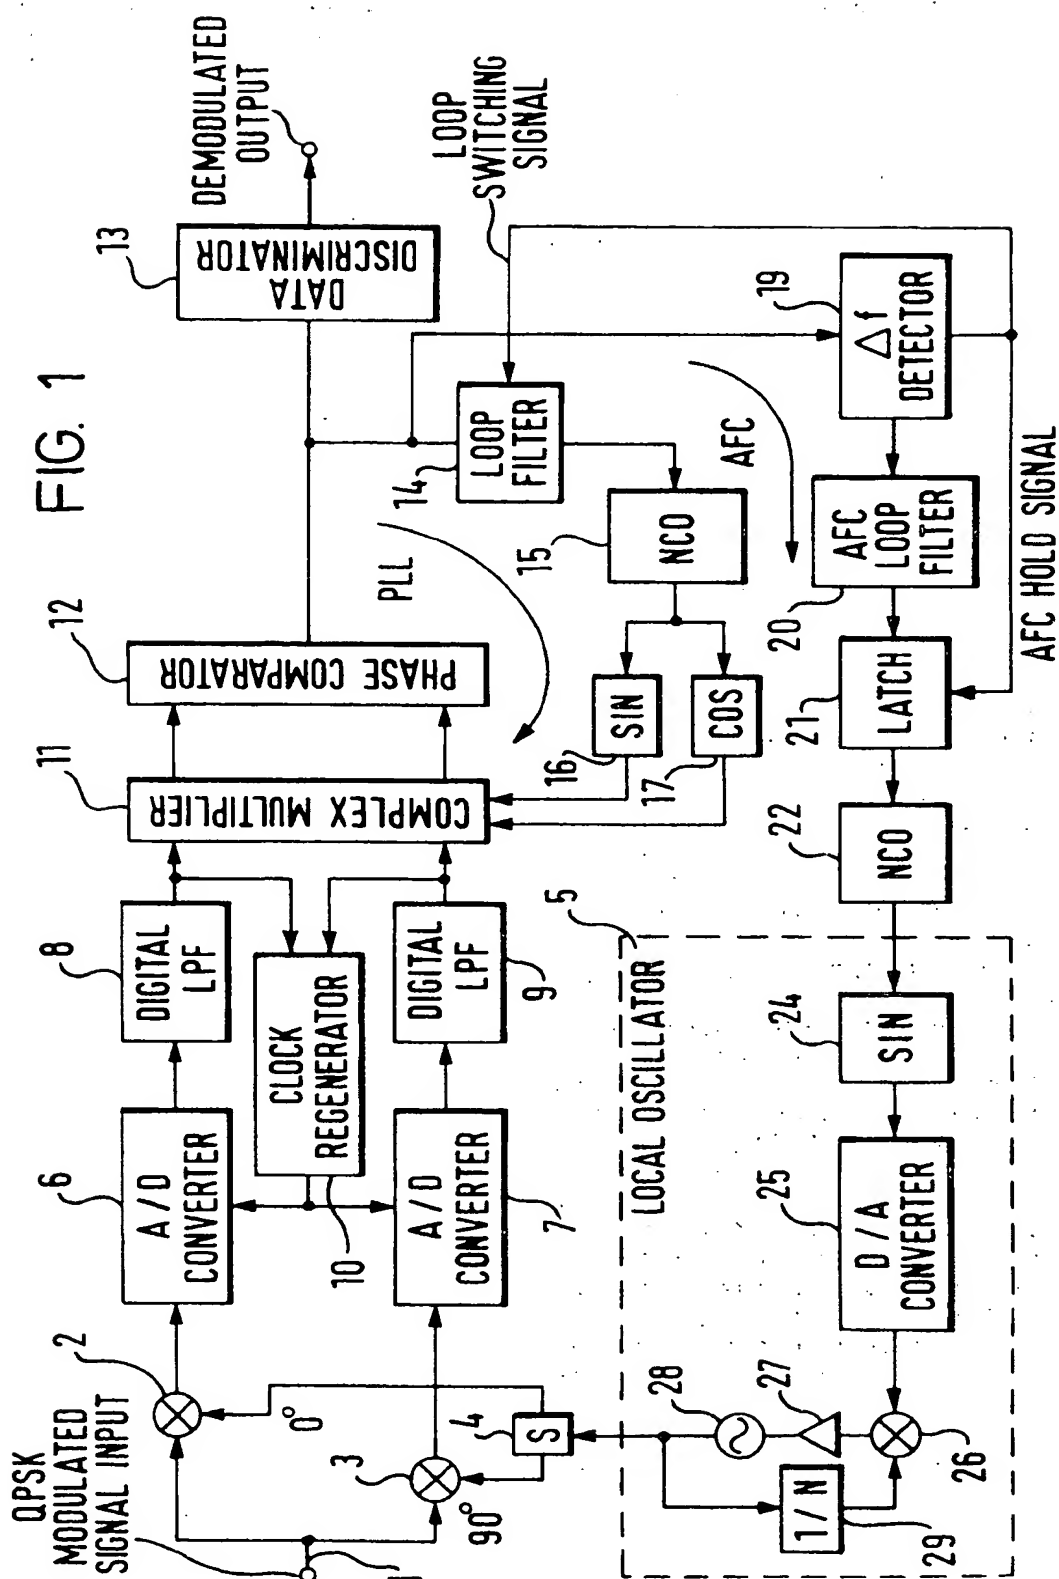 FIG. 1
QPSK
MODULATED
SIGNAL INPUT
1
2
0°
3
90°
4
S
6
A/D
CONVERTER
7
A/D
CONVERTER
8
DIGITAL
LPF
9
DIGITAL
LPF
10
CLOCK
REGENERATOR
11
COMPLEX MULTIPLIER
12
PHASE COMPARATOR
13
DATA
DISCRIMINATOR
DEMODULATED
OUTPUT
PLL
14
LOOP
FILTER
LOOP
SWITCHING
SIGNAL
15
NCO
16
SIN
17
COS
AFC
19
Δf
DETECTOR
20
AFC
LOOP
FILTER
21
LATCH
AFC HOLD SIGNAL
22
NCO
5
LOCAL OSCILLATOR
24
SIN
25
D/A
CONVERTER
26
27
28
1/N
29